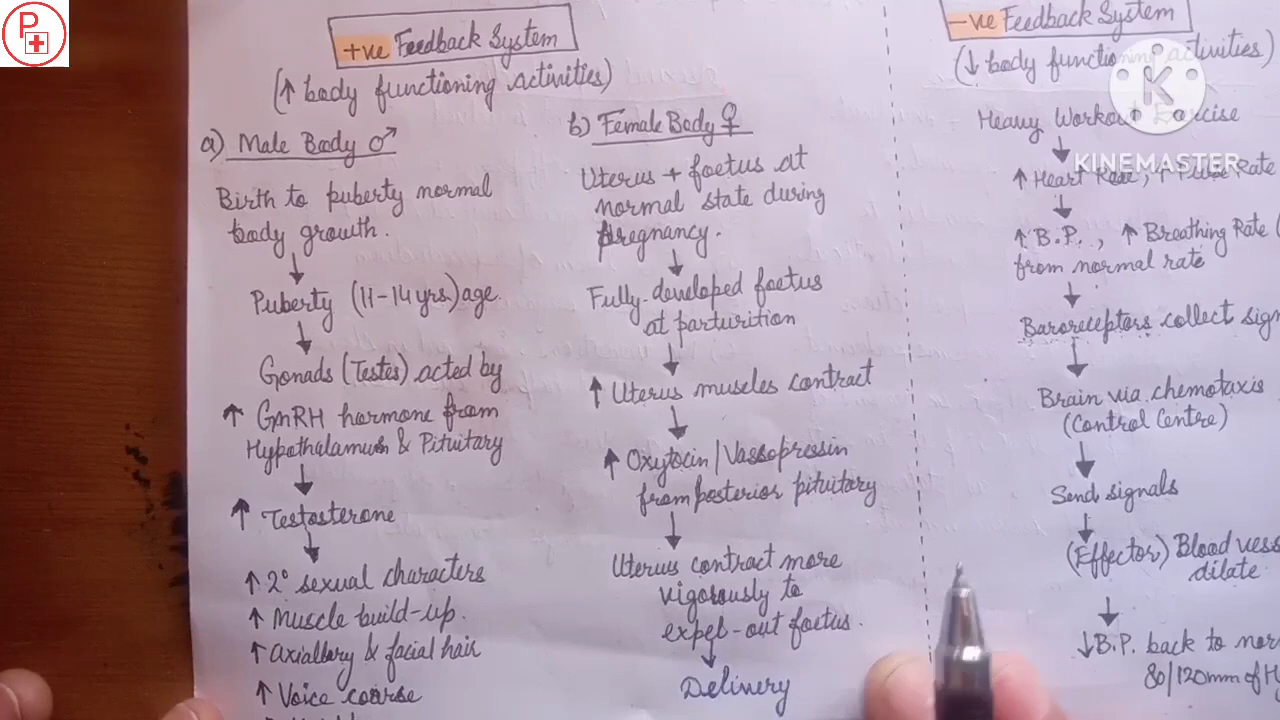 P
+ve Feedback System
(↑ body functioning activities)
a) Male Body ♂
Birth to puberty normal
body growth.
↓
Puberty (11-14 yrs.) age
↓
Gonads (Testes) acted by
↑ GnRH hormone from
Hypothalamus & Pituitary
↓
↑ Testosterone
↓
↑ 2° sexual characters
↑ Muscle build-up.
↑ axiallary & facial hair
↑ Voice coarse
b) Female Body ♀
Uterus + foetus at
normal state during
pregnancy.
↓
Fully-developed foetus
at parturition
↓
↑ Uterus muscles contract
↓
↑ Oxytocin/Vassopressin
from posterior pituitary
↓
Uterus contract more
vigorously to
expel-out foetus.
↓
Delivery
-ve Feedback System
(↓ body functioning activities)
Heavy Workout Exercise
↓
↑ Heart Rate, ↑ Pulse Rate
↓
↑ B.P., ↑ Breathing Rate (
from normal rate
↓
Baroreceptors collect sign
↓
Brain via chemotaxis
(Control Centre)
↓
Send signals
↓
(Effector) Blood vess
dilate
↓
↓ B.P. back to nor
80/120mm of H
K
KINEMASTER